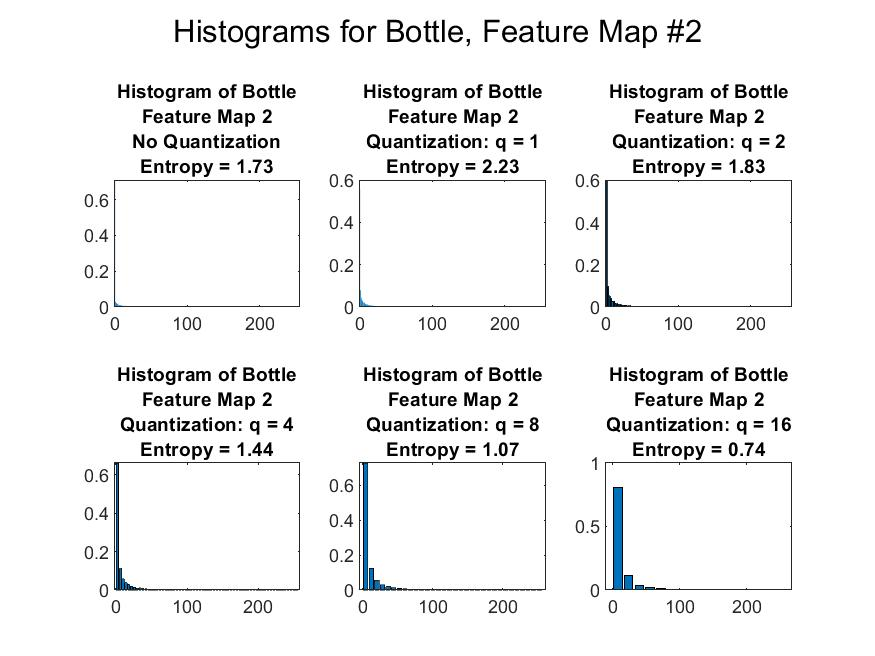 Histograms for Bottle, Feature Map #2
Histogram of Bottle
Feature Map 2
No Quantization
Entropy = 1.73
0.6
0.4
0.2
0
0 100 200
Histogram of Bottle
Feature Map 2
Quantization: q = 1
Entropy = 2.23
0.6
0.4
0.2
0
0 100 200
Histogram of Bottle
Feature Map 2
Quantization: q = 2
Entropy = 1.83
0.6
0.4
0.2
0
0 100 200
Histogram of Bottle
Feature Map 2
Quantization: q = 4
Entropy = 1.44
0.6
0.4
0.2
0
0 100 200
Histogram of Bottle
Feature Map 2
Quantization: q = 8
Entropy = 1.07
0.6
0.4
0.2
0
0 100 200
Histogram of Bottle
Feature Map 2
Quantization: q = 16
Entropy = 0.74
1
0.5
0
0 100 200